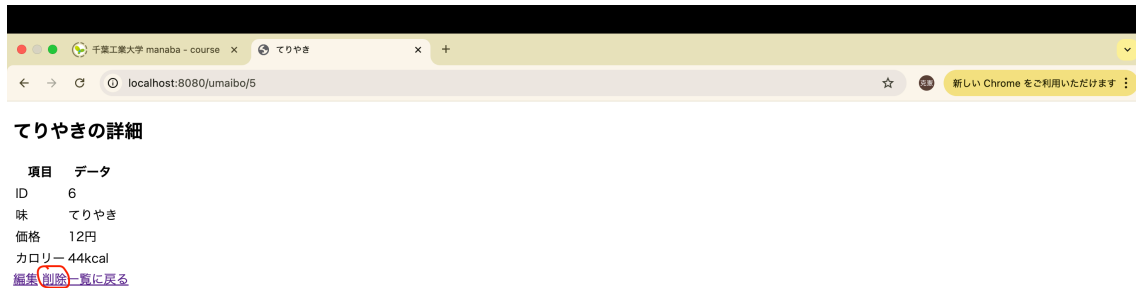 千葉工業大学 manaba - course
てりやき
localhost:8080/umaibo/5
克重
新しい Chrome をご利用いただけます
てりやきの詳細
項目 データ
ID 6
味 てりやき
価格 12円
カロリー 44kcal
編集 削除 一覧に戻る